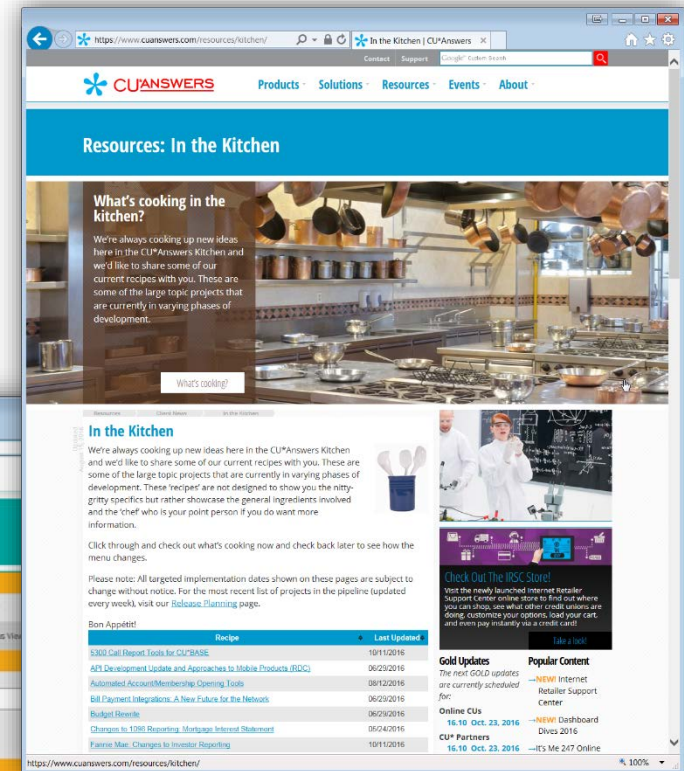 https://www.cuanswers.com/resources/kitchen/
In the Kitchen | CU*Answers
Contact Support Google Custom Search
CU*ANSWERS
Products Solutions Resources Events About
Resources: In the Kitchen
What's cooking in the
kitchen?
We're always cooking up new ideas
here in the CU*Answers Kitchen and
we'd like to share some of our
current recipes with you. These are
some of the large topic projects that
are currently in varying phases of
development.
What's cooking?
Resources Client News In the Kitchen
In the Kitchen
We're always cooking up new ideas here in the CU*Answers Kitchen
and we'd like to share some of our current recipes with you. These are
some of the large topic projects that are currently in varying phases of
development. These 'recipes' are not designed to show you the nitty-
gritty specifics but rather showcase the general ingredients involved
and the 'chef' who is your point person if you do want more
information.
Click through and check out what's cooking now and check back later to see how the
menu changes.
Please note: All targeted implementation dates shown on these pages are subject to
change without notice. For the most recent list of projects in the pipeline (updated
every week), visit our Release Planning page.
Bon Appétit!
Recipe Last Updated
5300 Call Report Tools for CU*BASE 10/11/2016
API Development Update and Approaches to Mobile Products (RDC) 06/29/2016
Automated Account/Membership Opening Tools 08/12/2016
Bill Payment Integrations: A New Future for the Network 06/29/2016
Budget Rewrite 06/29/2016
Changes to 1098 Reporting: Mortgage Interest Statement 05/24/2016
Fannie Mae: Changes to Investor Reporting 10/11/2016
Check Out The IRSC Store!
Visit the newly launched Internet Retailer
Support Center online store to find out where
you can shop, see what other credit unions are
doing, customize your options, load your cart,
and even pay instantly via a credit card!
Take a look!
Gold Updates
The next GOLD updates
are currently scheduled
for:
Online CUs
16.10 Oct. 23, 2016
CU* Partners
16.10 Oct. 23, 2016
Popular Content
→NEW! Internet
Retailer Support
Center
→NEW! Dashboard
Dives 2016
→It's Me 247 Online
https://www.cuanswers.com/resources/kitchen/
100%